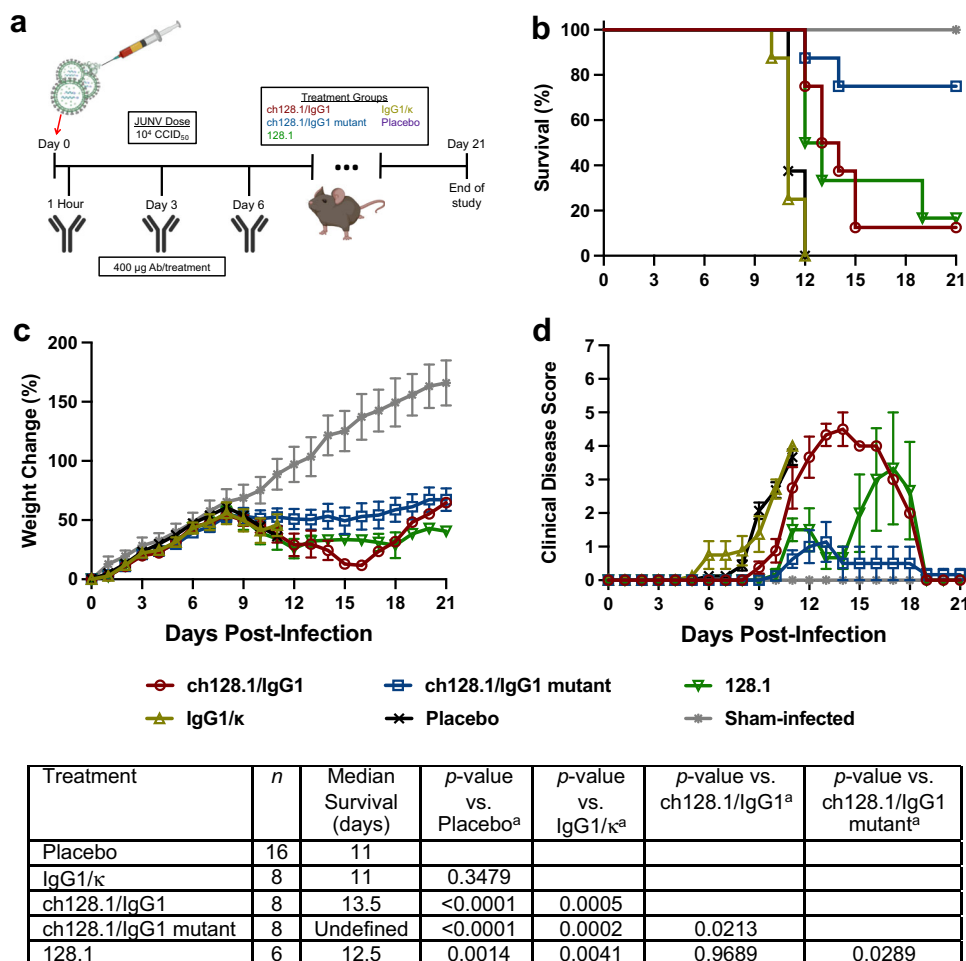 a
JUNV Dose
10⁴ CCID₅₀
Treatment Groups
ch128.1/IgG1 IgG1/κ
ch128.1/IgG1 mutant Placebo
128.1
Day 0
Day 21
1 Hour
Day 3
Day 6
•••
End of
study
400 µg Ab/treatment
b
Survival (%)
100
80
60
40
20
0
0 3 6 9 12 15 18 21
c
Weight Change (%)
200
150
100
50
0
0 3 6 9 12 15 18 21
Days Post-Infection
d
Clinical Disease Score
7
6
5
4
3
2
1
0
0 3 6 9 12 15 18 21
Days Post-Infection
ch128.1/IgG1 ch128.1/IgG1 mutant 128.1
IgG1/κ Placebo Sham-infected
Treatment n Median Survival (days) p-value vs. Placeboᵃ p-value vs. IgG1/κᵃ p-value vs. ch128.1/IgG1ᵃ p-value vs. ch128.1/IgG1 mutantᵃ
Placebo 16 11
IgG1/κ 8 11 0.3479
ch128.1/IgG1 8 13.5 <0.0001 0.0005
ch128.1/IgG1 mutant 8 Undefined <0.0001 0.0002 0.0213
128.1 6 12.5 0.0014 0.0041 0.9689 0.0289